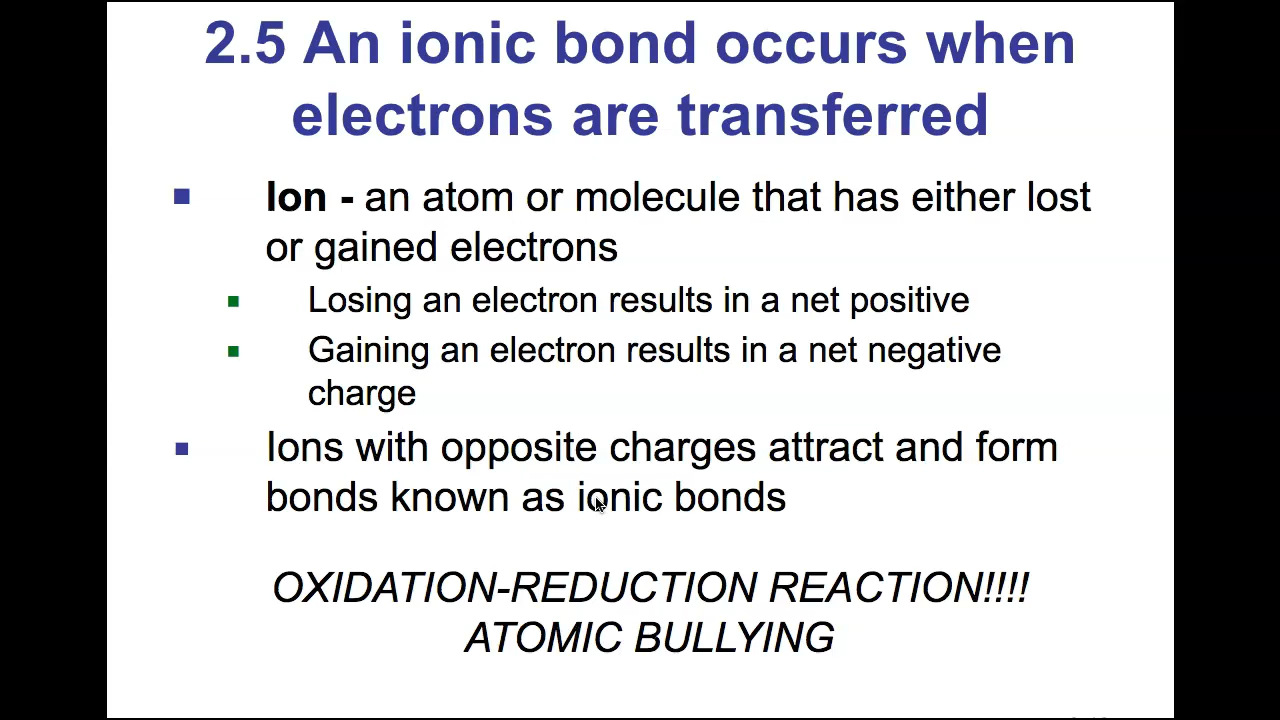 2.5 An ionic bond occurs when
electrons are transferred
Ion - an atom or molecule that has either lost
or gained electrons
Losing an electron results in a net positive
Gaining an electron results in a net negative
charge
Ions with opposite charges attract and form
bonds known as ionic bonds
OXIDATION-REDUCTION REACTION!!!!
ATOMIC BULLYING